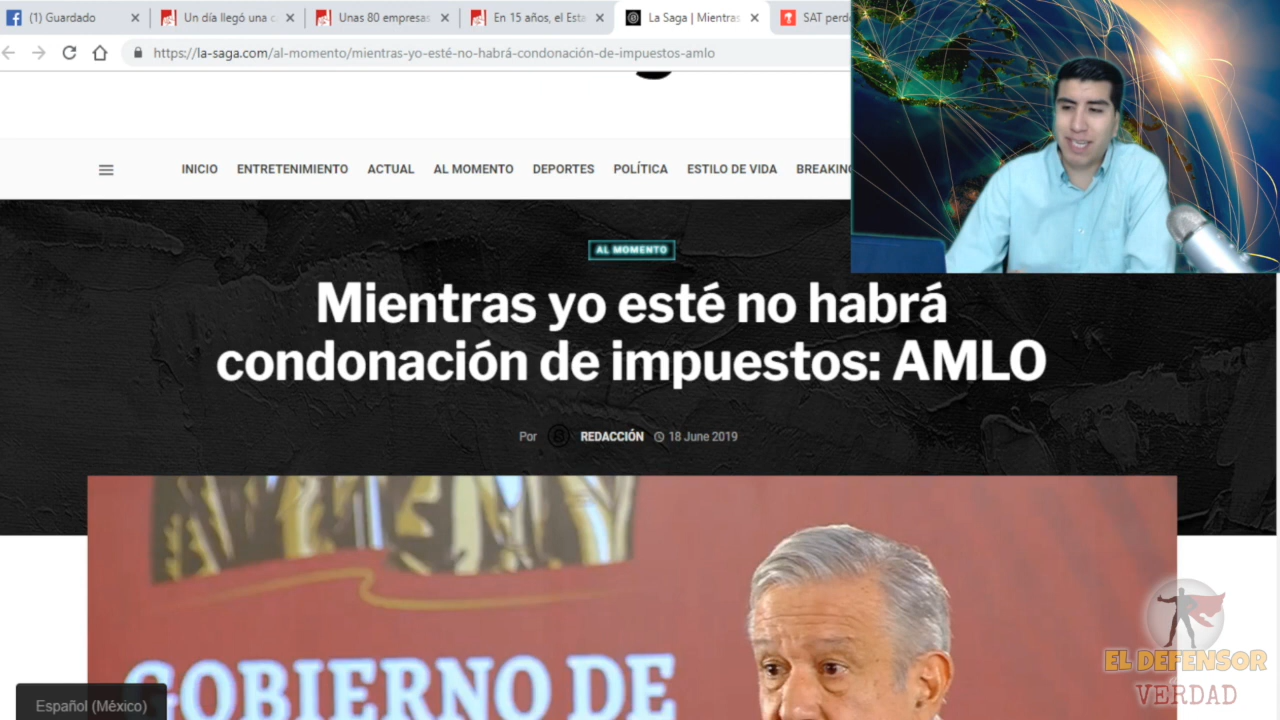 (1) Guardado
Un día llegó una c
Unas 80 empresas
En 15 años, el Esta
La Saga | Mientras
SAT perd
https://la-saga.com/al-momento/mientras-yo-esté-no-habrá-condonación-de-impuestos-amlo
INICIO ENTRETENIMIENTO ACTUAL AL MOMENTO DEPORTES POLÍTICA ESTILO DE VIDA BREAKING
AL MOMENTO
Mientras yo esté no habrá
condonación de impuestos: AMLO
Por REDACCIÓN 18 June 2019
GOBIERNO DE
EL DEFENSOR
VERDAD
Español (México)